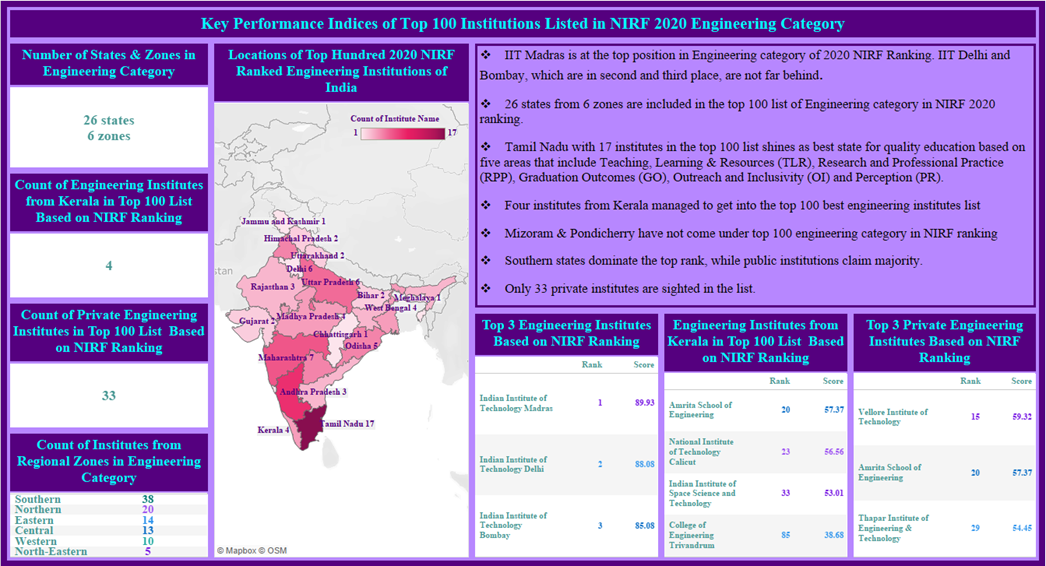 Key Performance Indices of Top 100 Institutions Listed in NIRF 2020 Engineering Category
Number of States & Zones in
Engineering Category
26 states
6 zones
Count of Engineering Institutes
from Kerala in Top 100 List
Based on NIRF Ranking
4
Count of Private Engineering
Institutes in Top 100 List Based
on NIRF Ranking
33
Count of Institutes from
Regional Zones in Engineering
Category
Southern 38
Northern 20
Eastern 14
Central 13
Western 10
North-Eastern 5
Locations of Top Hundred 2020 NIRF
Ranked Engineering Institutions of
India
Count of Institute Name
1 17
Jammu and Kashmir 1
Himachal Pradesh 2
Uttarakhand 2
Delhi 6
Rajasthan 3
Uttar Pradesh 6
Bihar 2
Meghalaya 1
West Bengal 4
Gujarat 2
Madhya Pradesh 4
Chhattisgarh 1
Odisha 5
Maharashtra 7
Andhra Pradesh 3
Tamil Nadu 17
Kerala 4
© Mapbox © OSM
❖ IIT Madras is at the top position in Engineering category of 2020 NIRF Ranking. IIT Delhi and
Bombay, which are in second and third place, are not far behind.
❖ 26 states from 6 zones are included in the top 100 list of Engineering category in NIRF 2020
ranking.
❖ Tamil Nadu with 17 institutes in the top 100 list shines as best state for quality education based on
five areas that include Teaching, Learning & Resources (TLR), Research and Professional Practice
(RPP), Graduation Outcomes (GO), Outreach and Inclusivity (OI) and Perception (PR).
❖ Four institutes from Kerala managed to get into the top 100 best engineering institutes list
❖ Mizoram & Pondicherry have not come under top 100 engineering category in NIRF ranking
❖ Southern states dominate the top rank, while public institutions claim majority.
❖ Only 33 private institutes are sighted in the list.
Top 3 Engineering Institutes
Based on NIRF Ranking
Rank Score
Indian Institute of
Technology Madras 1 89.93
Indian Institute of
Technology Delhi 2 88.08
Indian Institute of
Technology
Bombay 3 85.08
Engineering Institutes from
Kerala in Top 100 List Based
on NIRF Ranking
Rank Score
Amrita School of
Engineering 20 57.37
National Institute
of Technology
Calicut 23 56.56
Indian Institute of
Space Science and
Technology 33 53.01
College of
Engineering
Trivandrum 85 38.68
Top 3 Private Engineering
Institutes Based on NIRF
Ranking
Rank Score
Vellore Institute of
Technology 15 59.32
Amrita School of
Engineering 20 57.37
Thapar Institute of
Engineering &
Technology 29 54.45